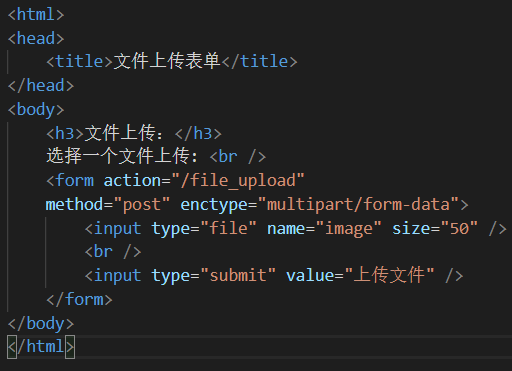 <html>
<head>
<title>文件上传表单</title>
</head>
<body>
<h3>文件上传：</h3>
选择一个文件上传: <br />
<form action="/file_upload"
method="post" enctype="multipart/form-data">
<input type="file" name="image" size="50" />
<br />
<input type="submit" value="上传文件" />
</form>
</body>
</html>